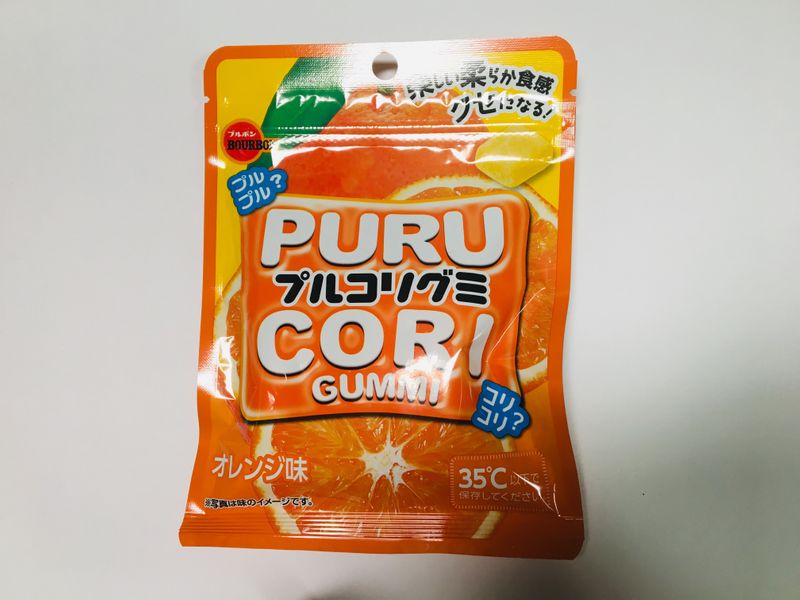 楽しい柔らか食感
クセになる!
ブルボン
BOURBON
プル
プル?
PURU
プルコリグミ
CORI
GUMMI
コリ
コリ?
オレンジ味
35℃以下で
保存してください
※写真は味のイメージです。